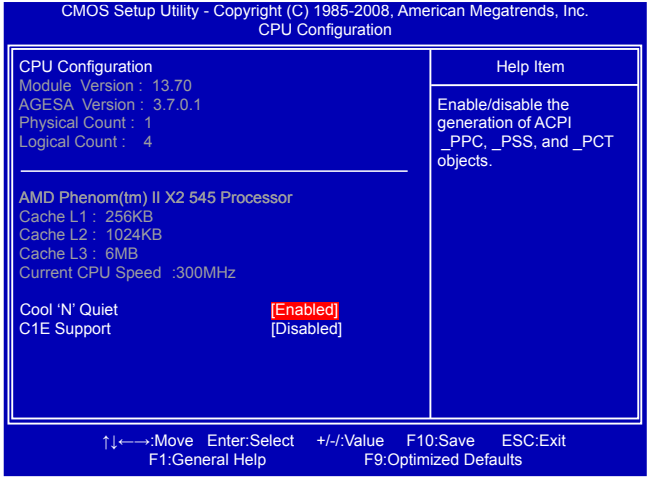 CMOS Setup Utility - Copyright (C) 1985-2008, American Megatrends, Inc.
CPU Configuration
CPU Configuration
Module Version : 13.70
AGESA Version : 3.7.0.1
Physical Count : 1
Logical Count : 4
Help Item
Enable/disable the
generation of ACPI
_PPC, _PSS, and _PCT
objects.
AMD Phenom(tm) II X2 545 Processor
Cache L1 : 256KB
Cache L2 : 1024KB
Cache L3 : 6MB
Current CPU Speed :300MHz
Cool ‘N’ Quiet [Enabled]
C1E Support [Disabled]
↑↓←→:Move Enter:Select +/-/:Value F10:Save ESC:Exit
F1:General Help F9:Optimized Defaults